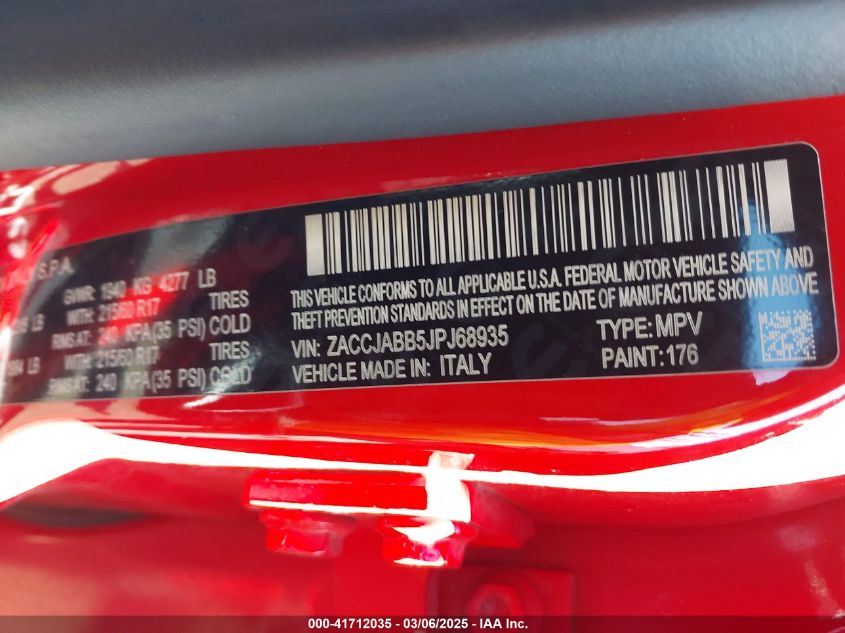 S.P.A.
GVWR: 1940 KG 4277 LB
WITH: 215/60 R17 TIRES
LB RIMS AT: 240 KPA(35 PSI) COLD
WITH: 215/60 R17 TIRES
LB RIMS AT: 240 KPA(35 PSI) COLD
THIS VEHICLE CONFORMS TO ALL APPLICABLE U.S.A. FEDERAL MOTOR VEHICLE SAFETY AND
THEFT PREVENTION STANDARDS IN EFFECT ON THE DATE OF MANUFACTURE SHOWN ABOVE
VIN: ZACCJABB5JPJ68935 TYPE: MPV
VEHICLE MADE IN: ITALY PAINT: 176
000-41712035 - 03/06/2025 - IAA Inc.